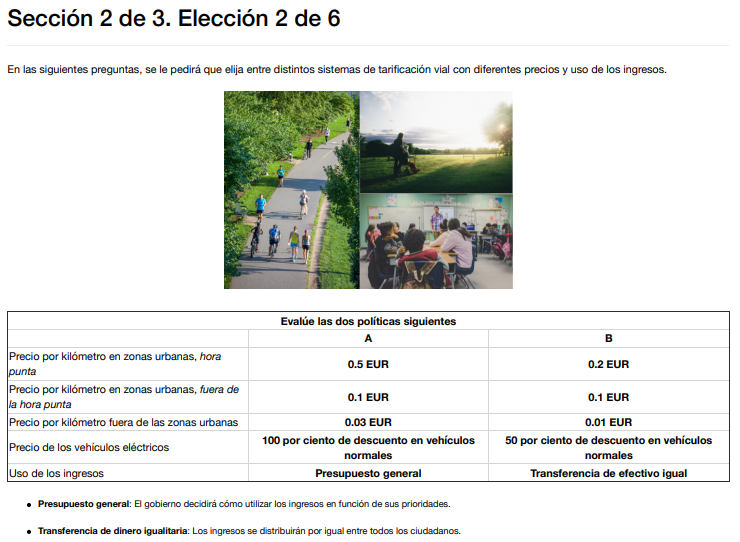 Sección 2 de 3. Elección 2 de 6
En las siguientes preguntas, se le pedirá que elija entre distintos sistemas de tarificación vial con diferentes precios y uso de los ingresos.
Evalúe las dos políticas siguientes
A B
Precio por kilómetro en zonas urbanas, hora
punta
0.5 EUR 0.2 EUR
Precio por kilómetro en zonas urbanas, fuera de
la hora punta
0.1 EUR 0.1 EUR
Precio por kilómetro fuera de las zonas urbanas 0.03 EUR 0.01 EUR
Precio de los vehículos eléctricos
100 por ciento de descuento en vehículos
normales
50 por ciento de descuento en vehículos
normales
Uso de los ingresos Presupuesto general Transferencia de efectivo igual
Presupuesto general: El gobierno decidirá cómo utilizar los ingresos en función de sus prioridades.
Transferencia de dinero igualitaria: Los ingresos se distribuirán por igual entre todos los ciudadanos.